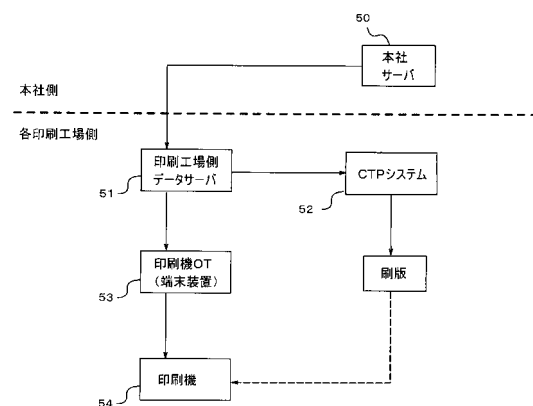 50
本社
サーバ
本社側
各印刷工場側
印刷工場側
データサーバ
51
CTPシステム
52
印刷機OT
(端末装置)
53
刷版
印刷機
54